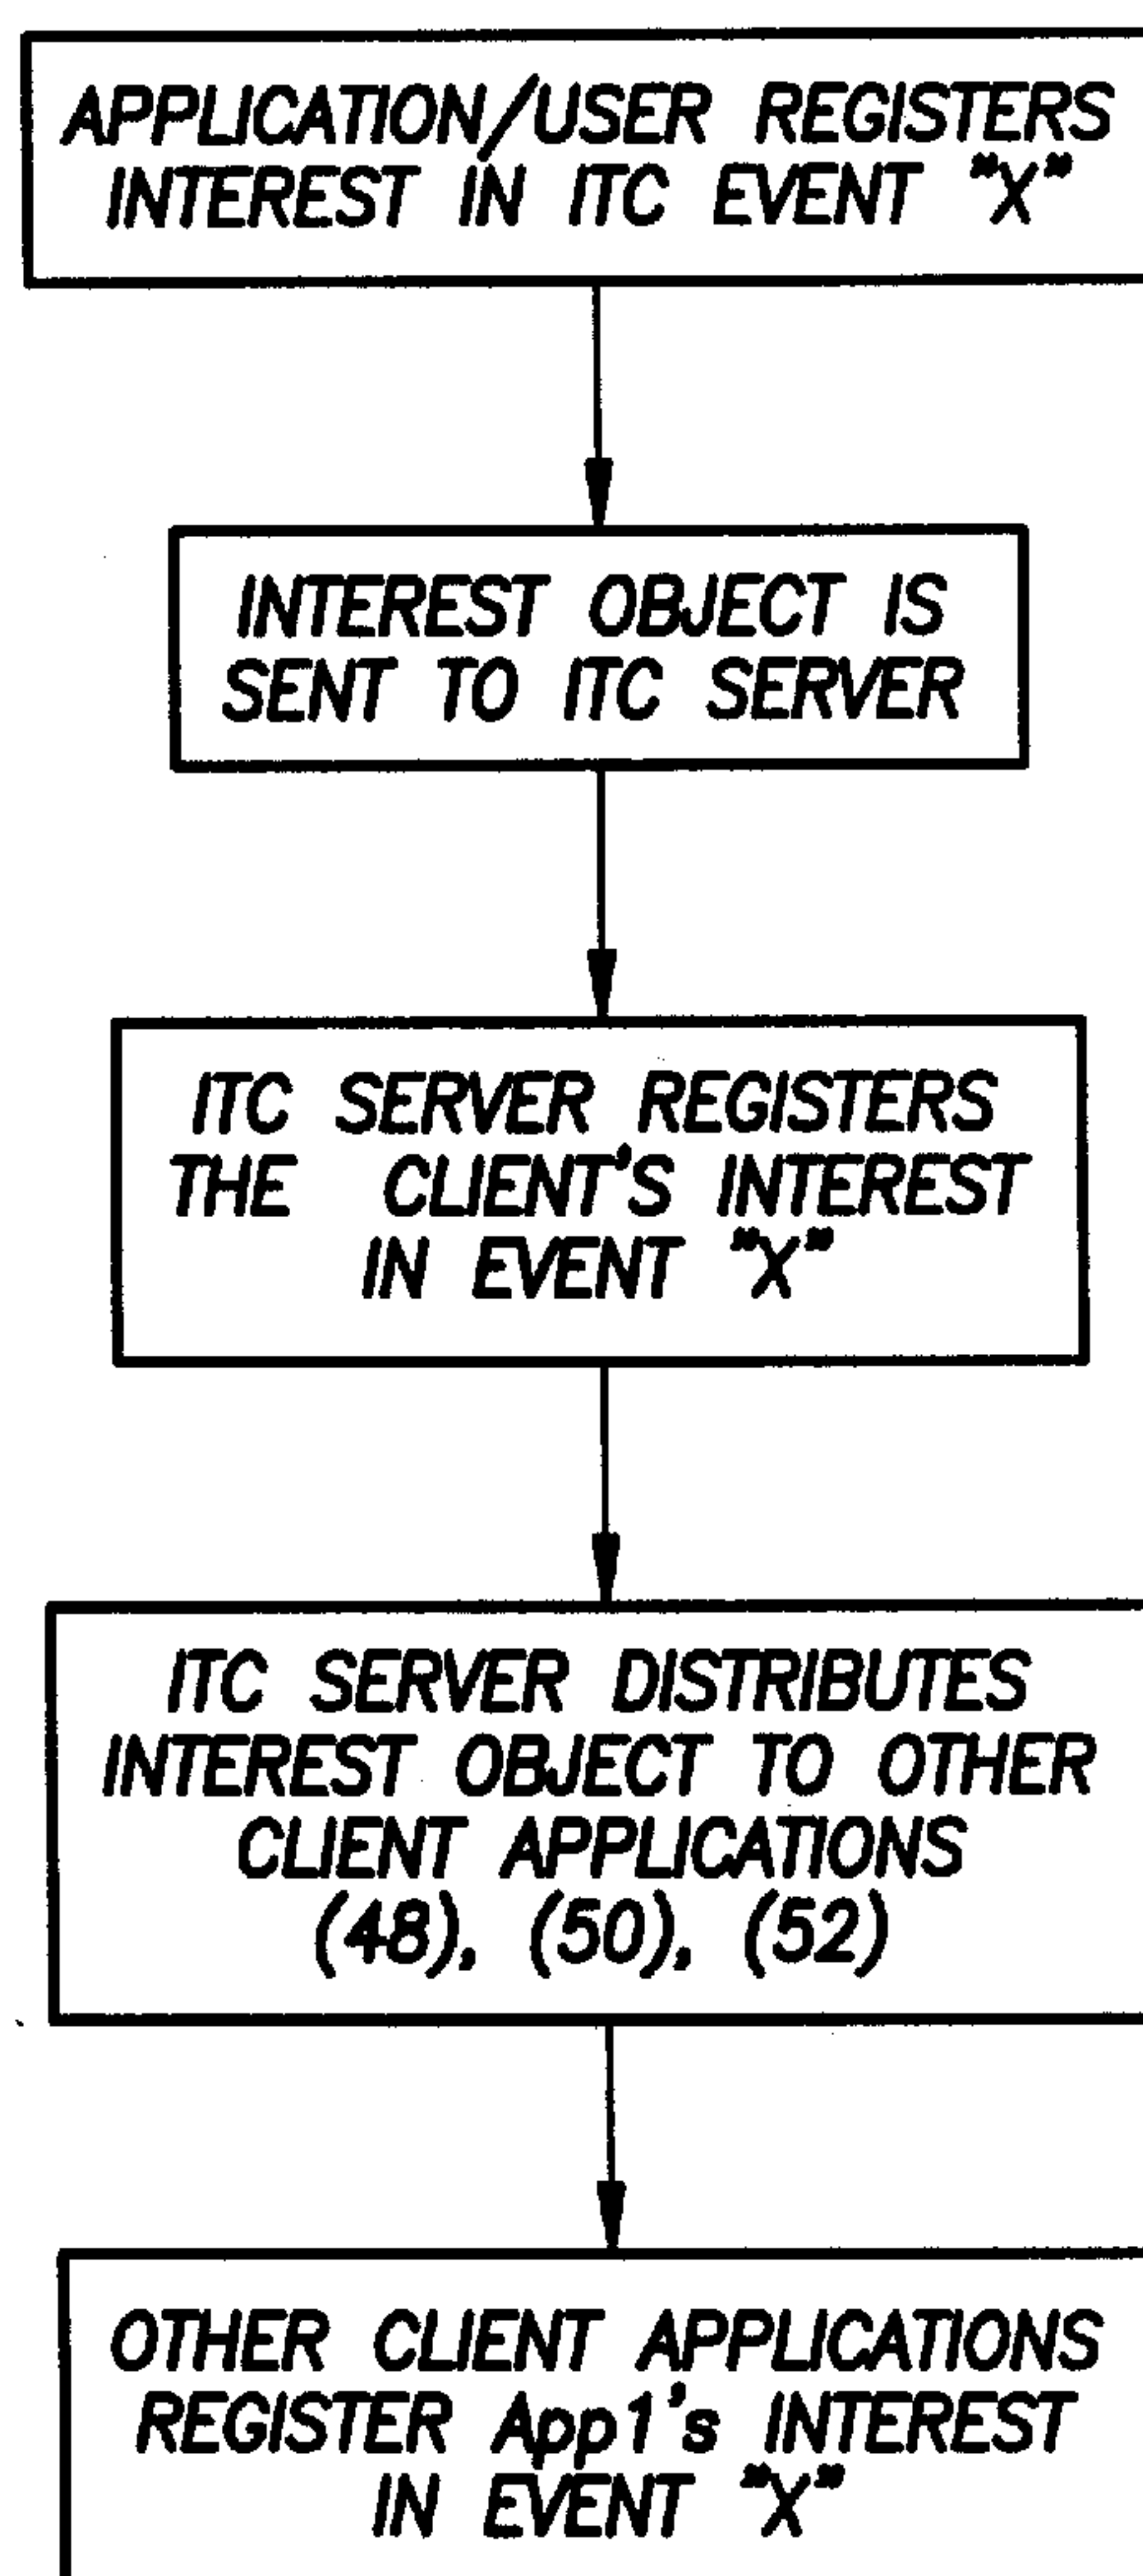 APPLICATION/USER REGISTERS
INTEREST IN ITC EVENT "X"
INTEREST OBJECT IS
SENT TO ITC SERVER
ITC SERVER REGISTERS
THE CLIENT'S INTEREST
IN EVENT "X"
ITC SERVER DISTRIBUTES
INTEREST OBJECT TO OTHER
CLIENT APPLICATIONS
(48), (50), (52)
OTHER CLIENT APPLICATIONS
REGISTER App1's INTEREST
IN EVENT "X"